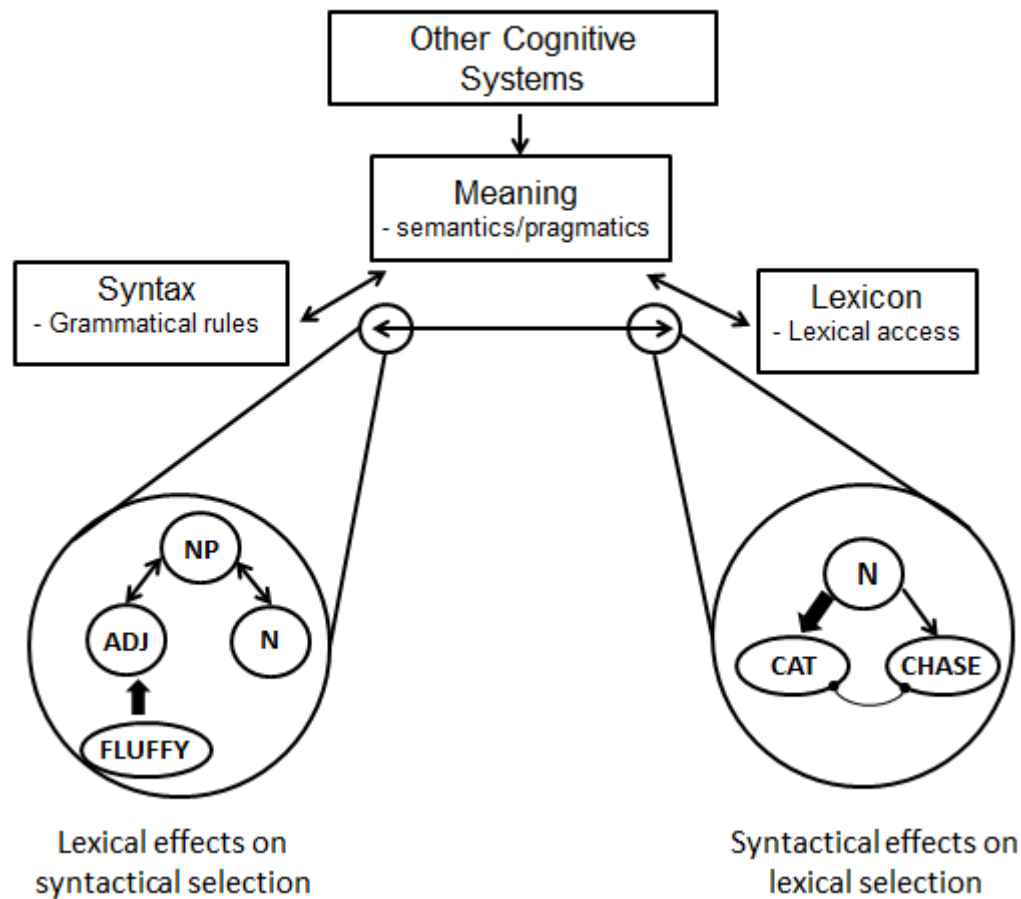 Other Cognitive
Systems
Meaning
- semantics/pragmatics
Syntax
- Grammatical rules
Lexicon
- Lexical access
NP
ADJ
N
FLUFFY
N
CAT
CHASE
Lexical effects on
syntactical selection
Syntactical effects on
lexical selection